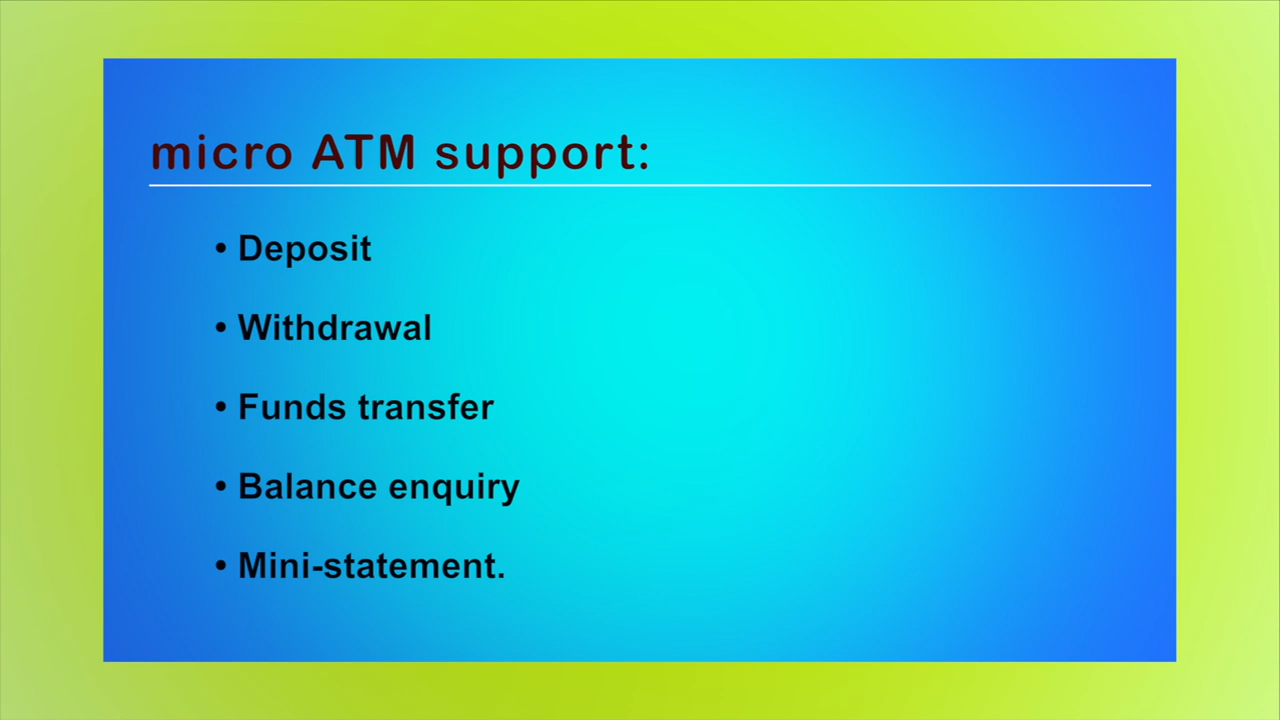 micro ATM support:
• Deposit
• Withdrawal
• Funds transfer
• Balance enquiry
• Mini-statement.